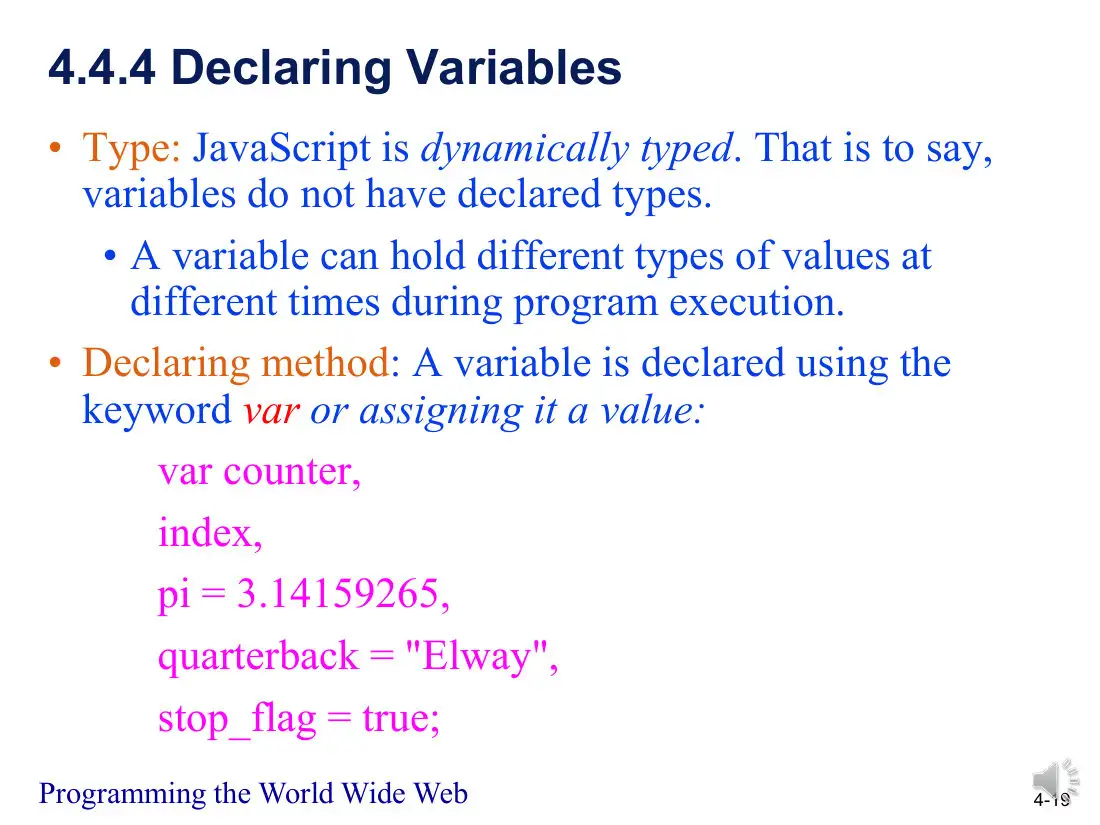 4.4.4 Declaring Variables
• Type: JavaScript is dynamically typed. That is to say,
variables do not have declared types.
• A variable can hold different types of values at
different times during program execution.
• Declaring method: A variable is declared using the
keyword var or assigning it a value:
var counter,
index,
pi = 3.14159265,
quarterback = "Elway",
stop_flag = true;
Programming the World Wide Web
4-19